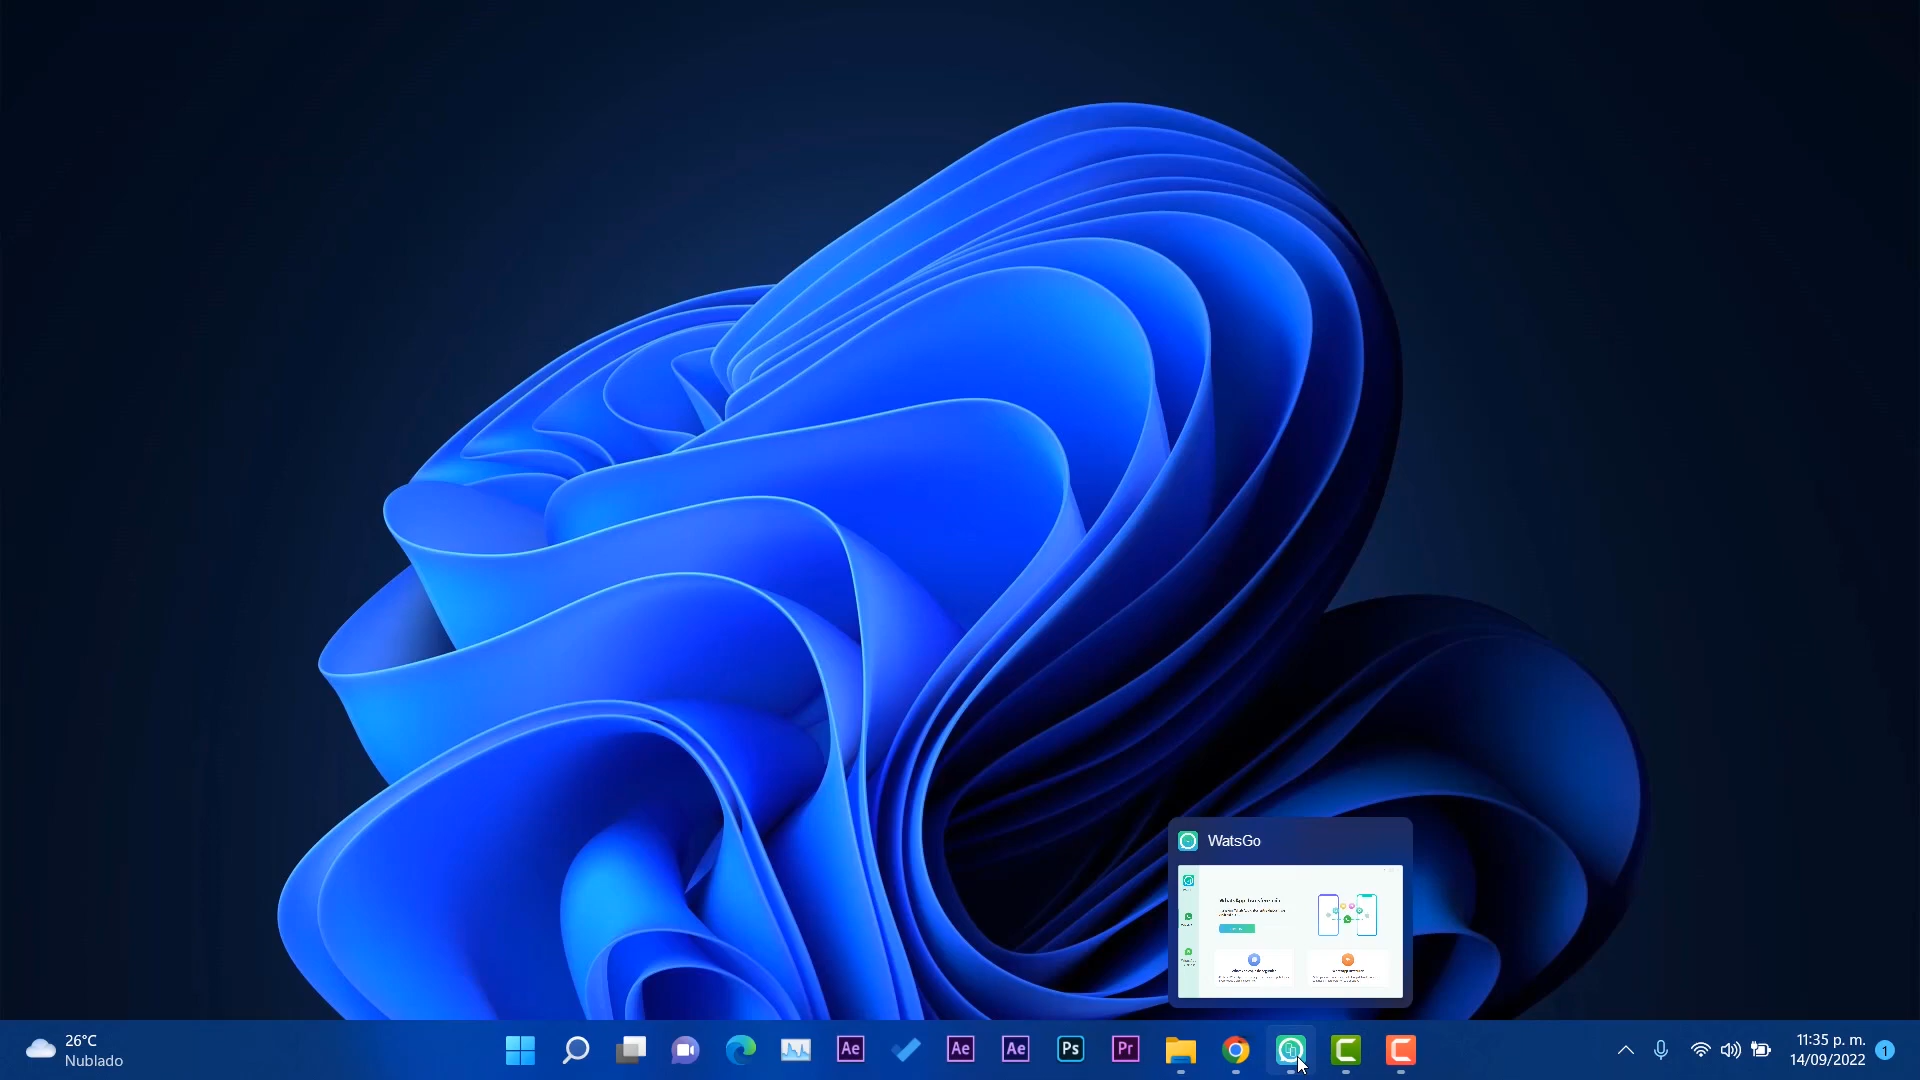 WatsGo
26°C
Nublado
Ae
Ae
Ae
Ps
Pr
11:35 p. m.
14/09/2022
1